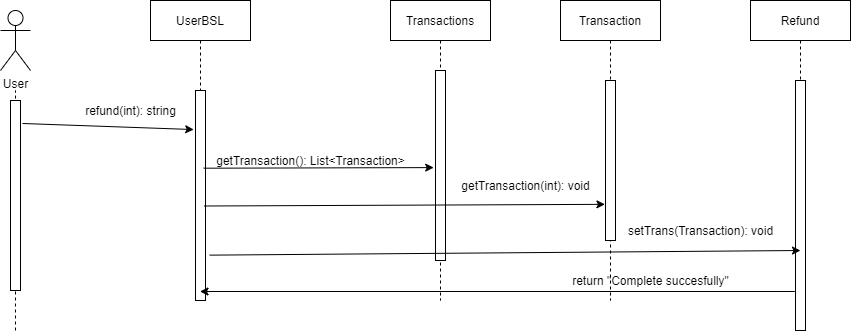 UserBSL
Transactions
Transaction
Refund
User
refund(int): string
getTransaction(): List<Transaction>
getTransaction(int): void
setTrans(Transaction): void
return "Complete succesfully"